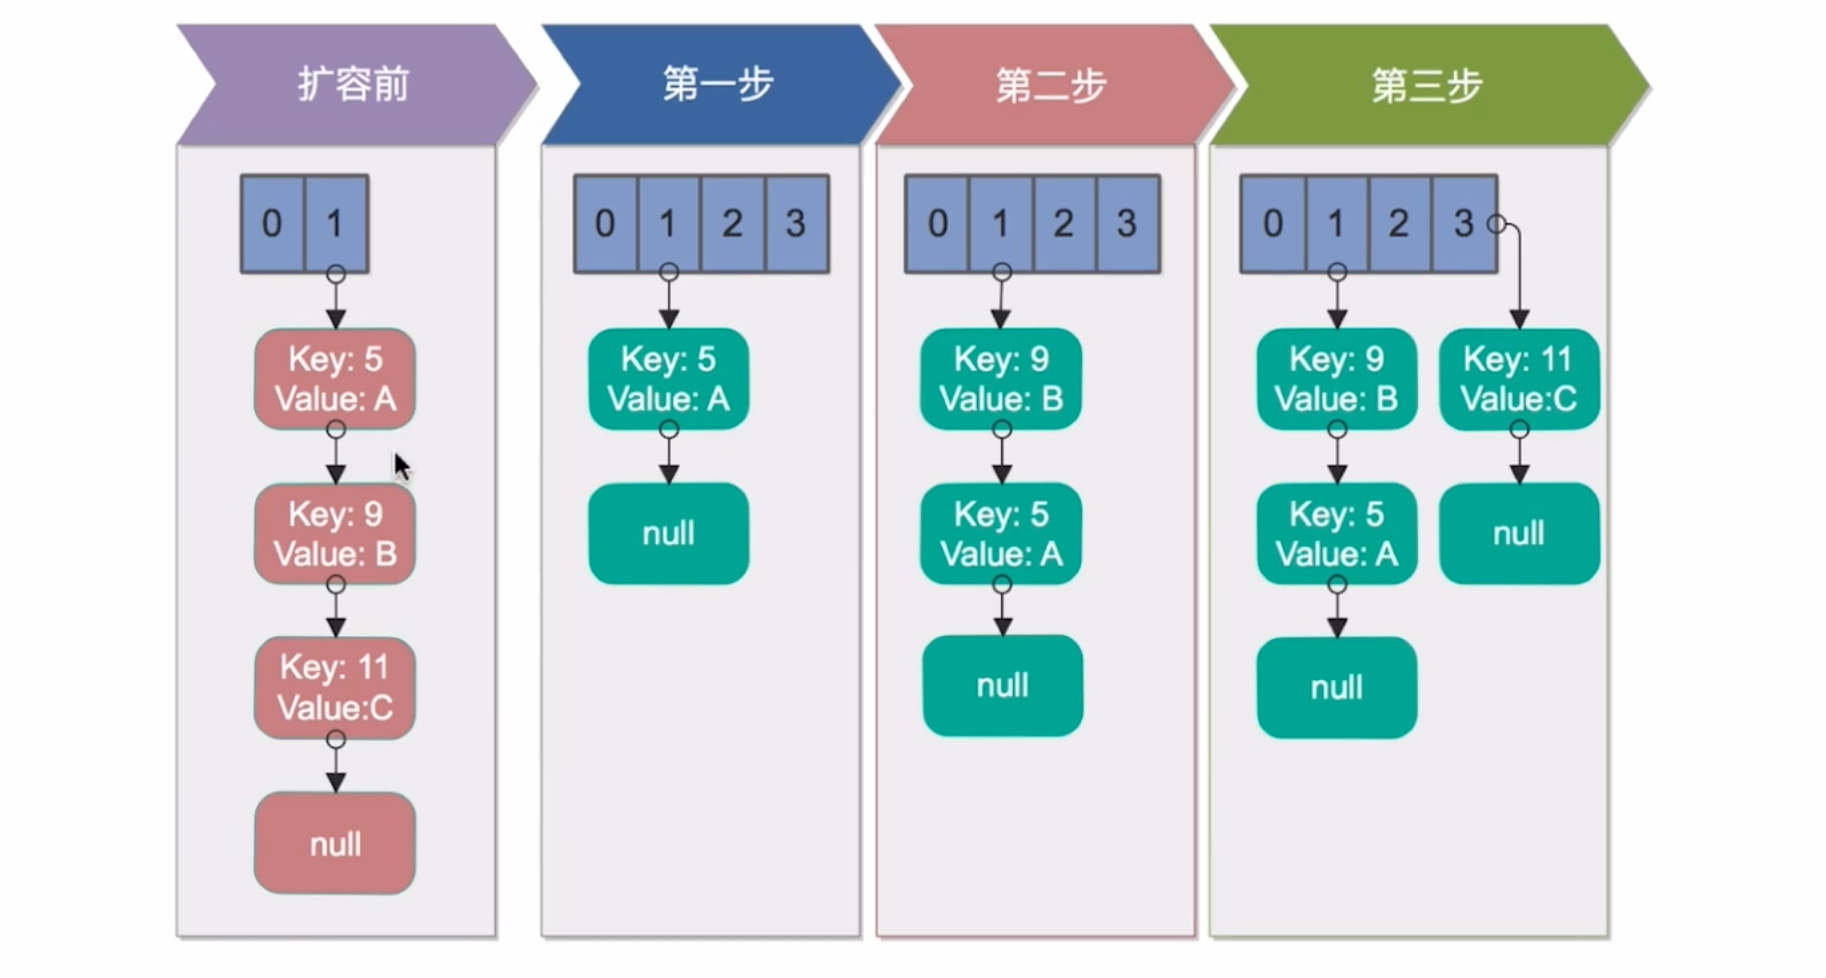 扩容前
0 1
Key: 5
Value: A
Key: 9
Value: B
Key: 11
Value:C
null
第一步
0 1 2 3
Key: 5
Value: A
null
第二步
0 1 2 3
Key: 9
Value: B
Key: 5
Value: A
null
第三步
0 1 2 3
Key: 9
Value: B
Key: 5
Value: A
null
Key: 11
Value:C
null